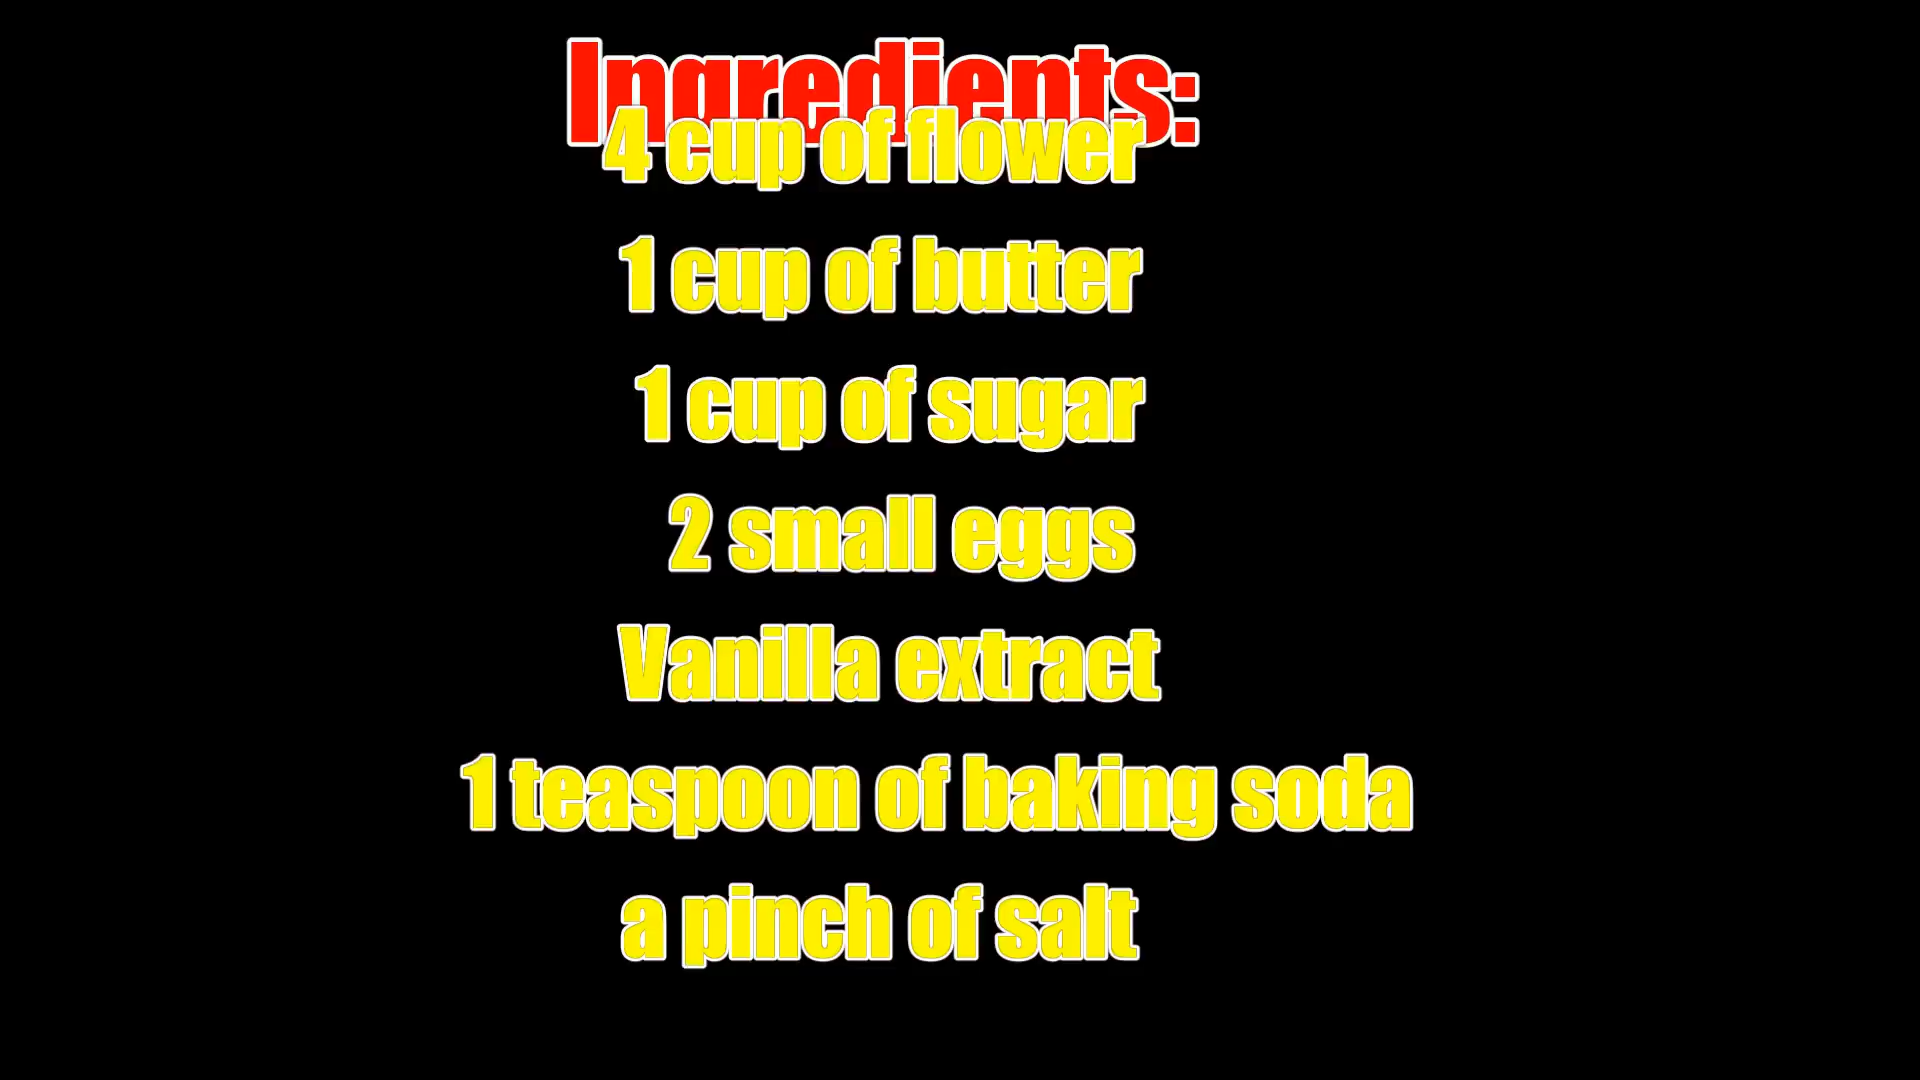 Ingredients:
4 cup of flower
1 cup of butter
1 cup of sugar
2 small eggs
Vanilla extract
1 teaspoon of baking soda
a pinch of salt